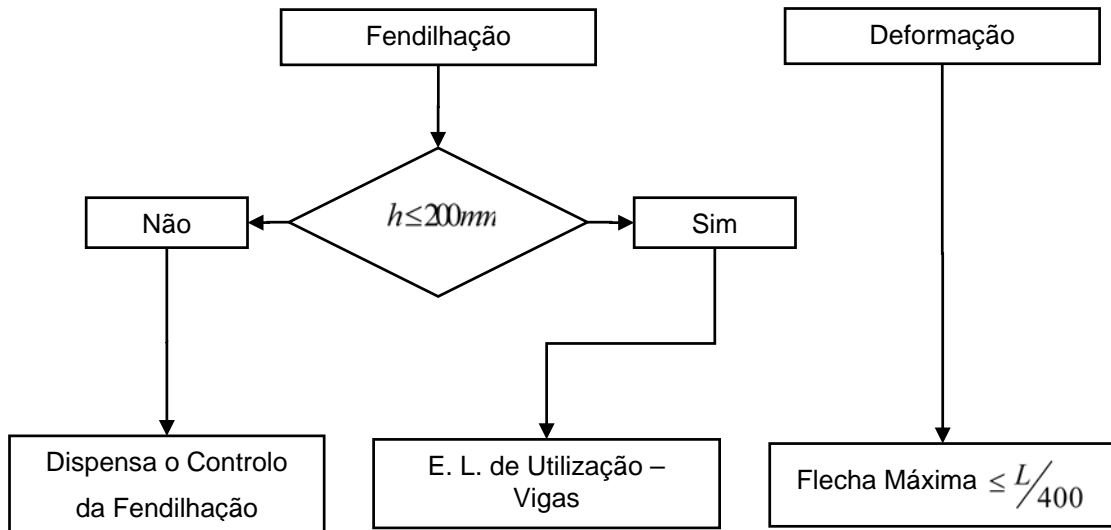 Fendilhação
Deformação
h≤200mm
Não
Sim
Dispensa o Controlo
da Fendilhação
E. L. de Utilização –
Vigas
Flecha Máxima ≤ L/400